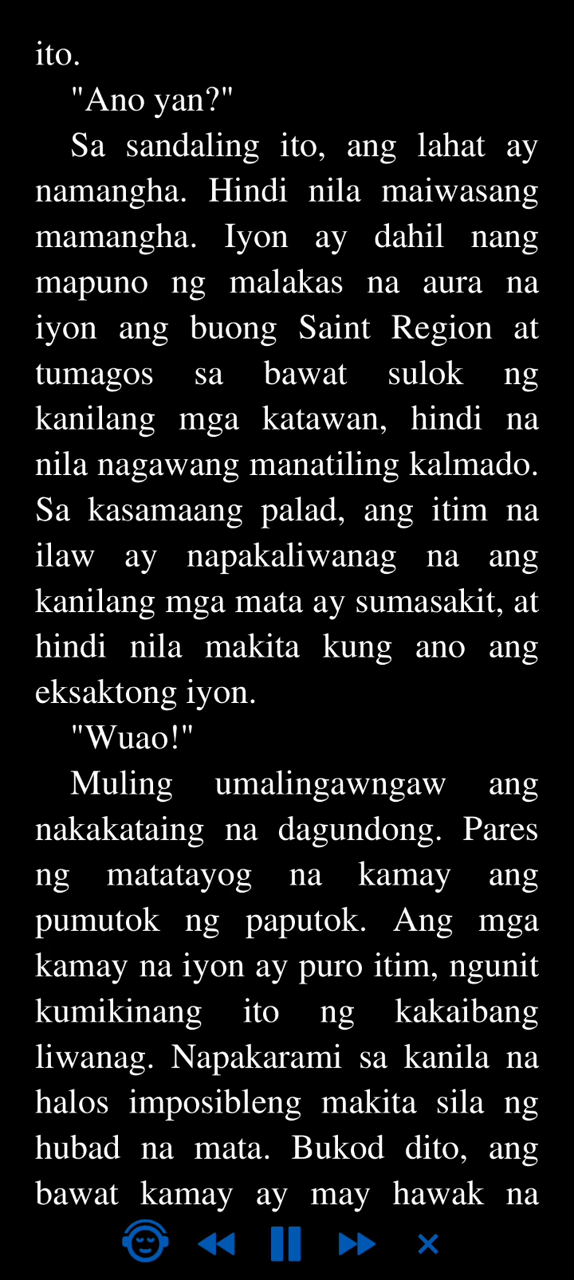 ito.
"Ano yan?"
Sa sandaling ito, ang lahat ay
namangha. Hindi nila maiwasang
mamangha. Iyon ay dahil nang
mapuno ng malakas na aura na
iyon ang buong Saint Region at
tumagos sa bawat sulok ng
kanilang mga katawan, hindi na
nila nagawang manatiling kalmado.
Sa kasamaang palad, ang itim na
ilaw ay napakaliwanag na ang
kanilang mga mata ay sumasakit, at
hindi nila makita kung ano ang
eksaktong iyon.
"Wuao!"
Muling umalingawngaw ang
nakakataing na dagundong. Pares
ng matatayog na kamay ang
pumutok ng paputok. Ang mga
kamay na iyon ay puro itim, ngunit
kumikinang ito ng kakaibang
liwanag. Napakarami sa kanila na
halos imposibleng makita sila ng
hubad na mata. Bukod dito, ang
bawat kamay ay may hawak na